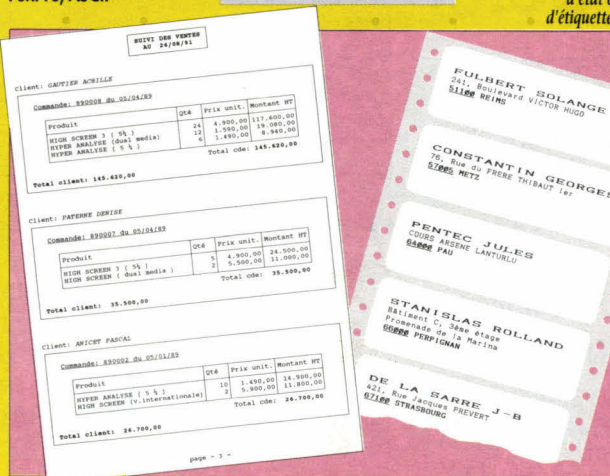 d'étiquette
SUIVI DES VENTES
AU 26/08/91
Client: GAUTIER ACHILLE
Commande: 890008 du 05/04/89
Produit Qté Prix unit. Montant HT
HIGH SCREEN 3 ( 5¼ ) 24 4.900,00 117.600,00
HYPER ANALYSE (dual media) 12 1.590,00 19.080,00
HYPER ANALYSE ( 5 ¼ ) 6 1.490,00 8.940,00
Total cde: 145.620,00
Total client: 145.620,00
Client: PATERNE DENISE
Commande: 890007 du 05/04/89
Produit Qté Prix unit. Montant HT
HIGH SCREEN 3 ( 5¼ ) 5 4.900,00 24.500,00
HIGH SCREEN ( dual media ) 2 5.500,00 11.000,00
Total cde: 35.500,00
Total client: 35.500,00
Client: ANICET PASCAL
Commande: 890002 du 05/01/89
Produit Qté Prix unit. Montant HT
HYPER ANALYSE ( 5 ¼ ) 10 1.490,00 14.900,00
HIGH SCREEN (V.internationale) 2 5.900,00 11.800,00
Total cde: 26.700,00
Total client: 26.700,00
page - 3 -
FULBERT SOLANGE
241, Boulevard VICTOR HUGO
51100 REIMS
CONSTANTIN GEORGES
76, Rue du FRERE THIBAUT 1er
57005 METZ
PENTEC JULES
COURS ARSENE LANTURLU
64000 PAU
STANISLAS ROLLAND
Bâtiment C, 3ème étage
Promenade de la Marina
66000 PERPIGNAN
DE LA SARRE J-B
421, Rue Jacques PREVERT
67100 STRASBOURG